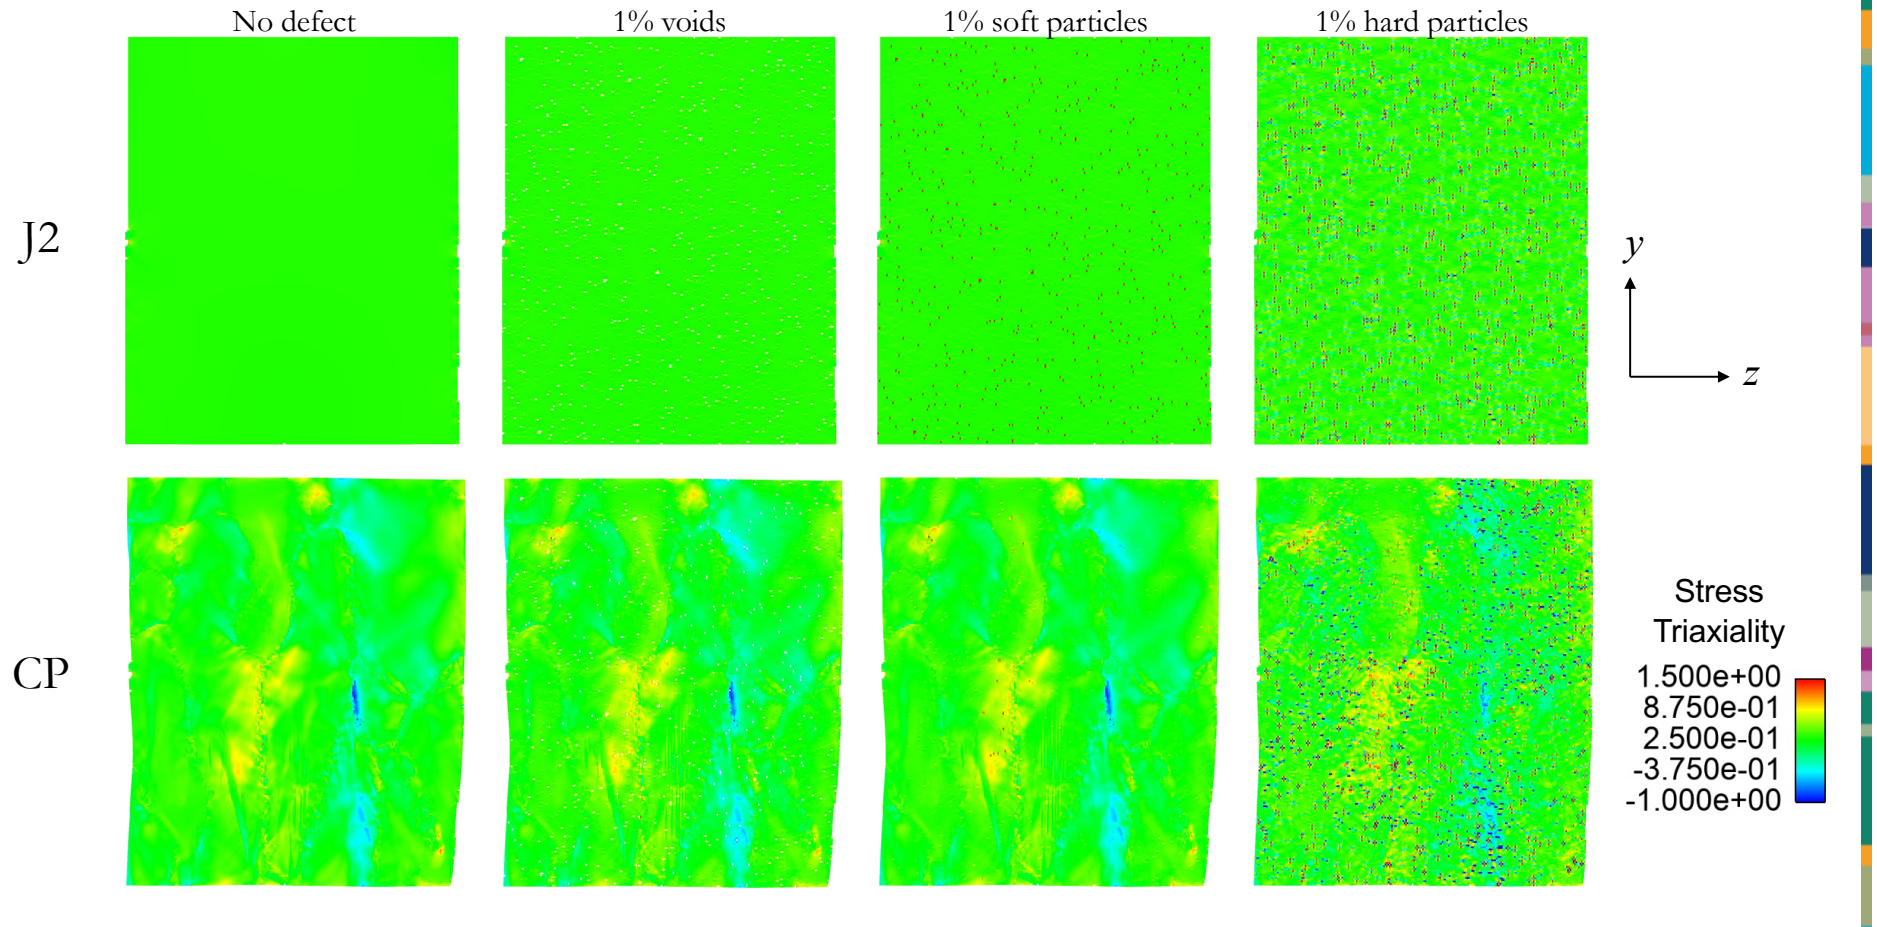 No defect
1% voids
1% soft particles
1% hard particles
J2
y
z
CP
Stress
Triaxiality
1.500e+00
8.750e-01
2.500e-01
-3.750e-01
-1.000e+00